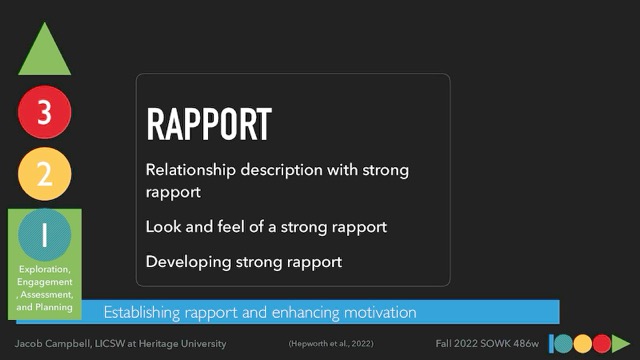 3
2
1
Exploration,
Engagement
, Assessment,
and Planning
RAPPORT
Relationship description with strong
rapport
Look and feel of a strong rapport
Developing strong rapport
Establishing rapport and enhancing motivation
Jacob Campbell, LICSW at Heritage University
(Hepworth et al., 2022)
Fall 2022 SOWK 486w